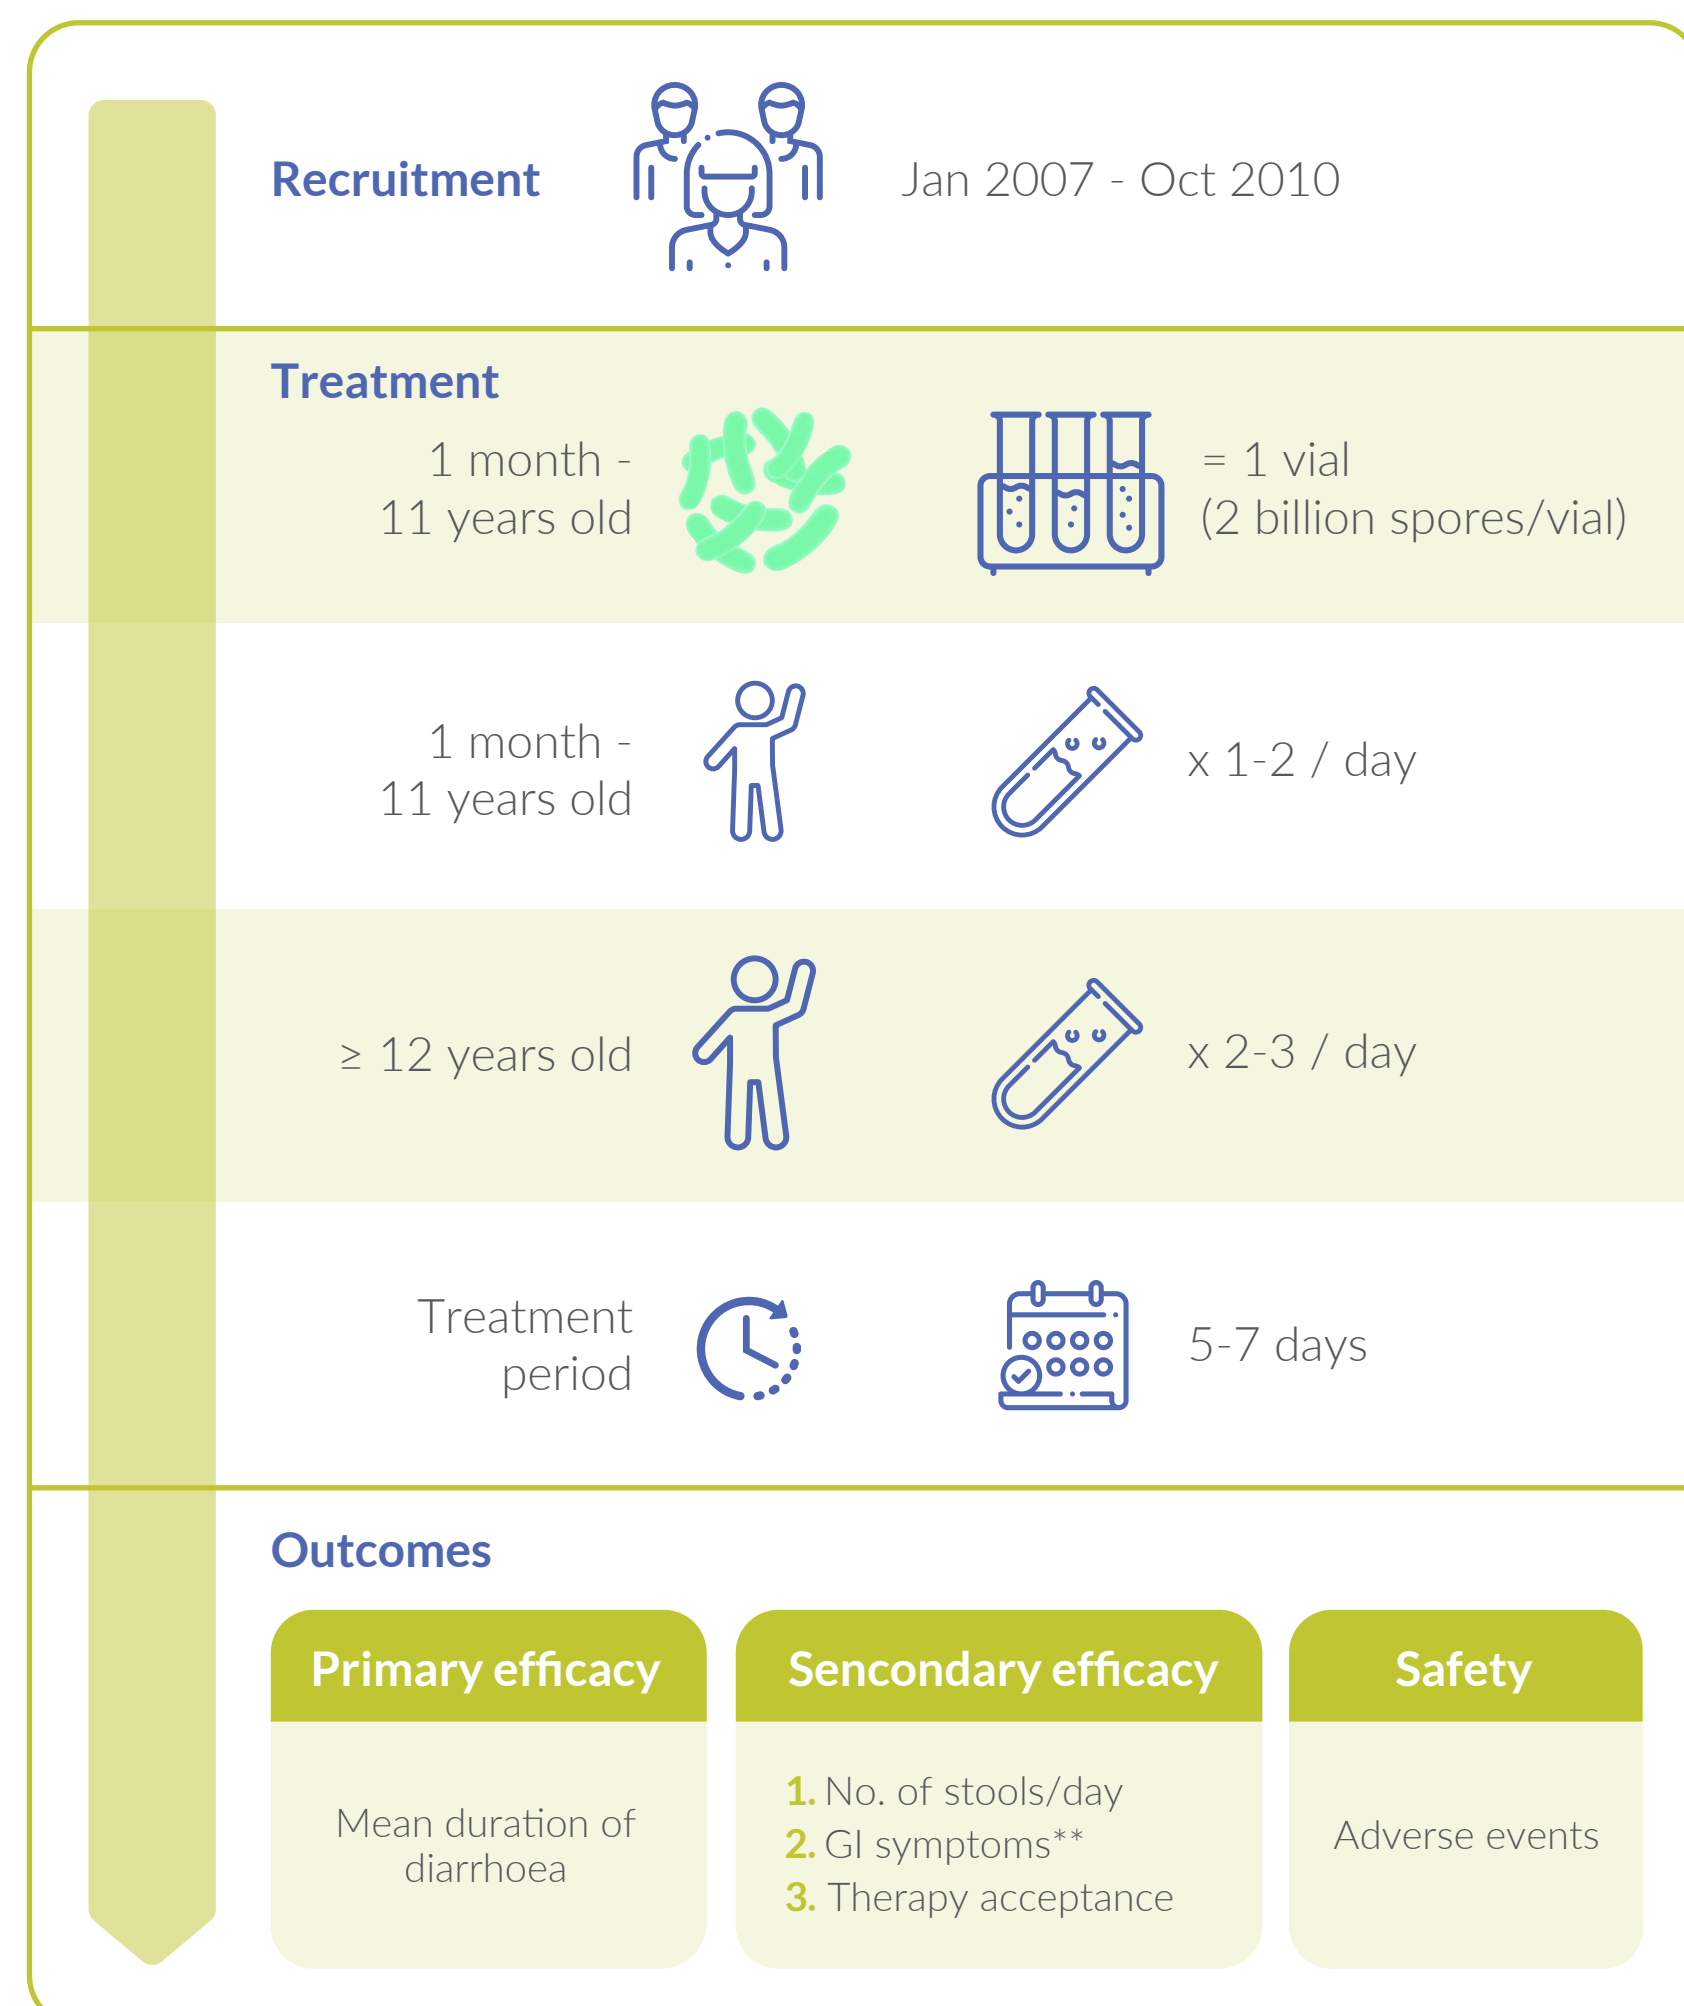 Recruitment
Jan 2007 - Oct 2010
Treatment
1 month -
11 years old
= 1 vial
(2 billion spores/vial)
1 month -
11 years old
x 1-2 / day
≥ 12 years old
x 2-3 / day
Treatment
period
5-7 days
Outcomes
Primary efficacy
Mean duration of
diarrhoea
Sencondary efficacy
1. No. of stools/day
2. GI symptoms**
3. Therapy acceptance
Safety
Adverse events